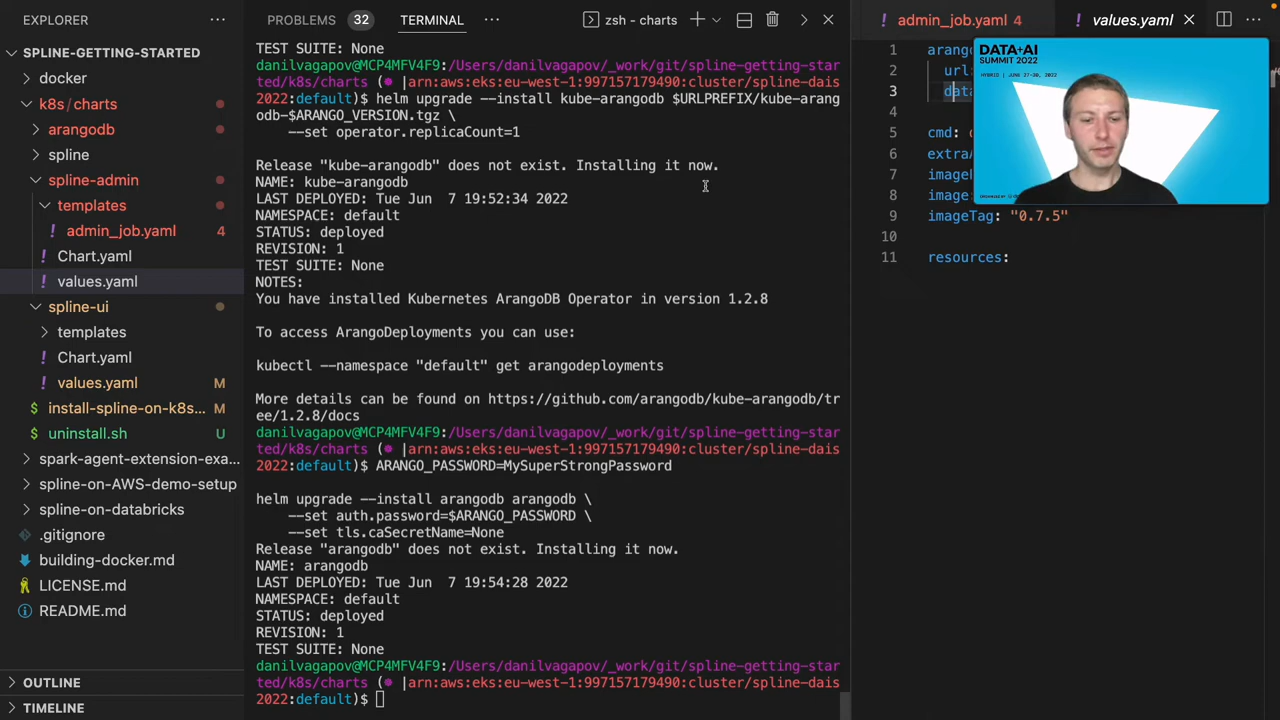 EXPLORER
SPLINE-GETTING-STARTED
docker
k8s / charts
arangodb
spline
spline-admin
templates
admin_job.yaml 4
Chart.yaml
values.yaml
spline-ui
templates
Chart.yaml
values.yaml M
install-spline-on-k8s... M
uninstall.sh U
spark-agent-extension-exa...
spline-on-AWS-demo-setup
spline-on-databricks
.gitignore
building-docker.md
LICENSE.md
README.md
OUTLINE
TIMELINE
PROBLEMS 32 TERMINAL zsh - charts
TEST SUITE: None
danilvagapov@MCP4MFV4F9:/Users/danilvagapov/_work/git/spline-getting-star
ted/k8s/charts (● |arn:aws:eks:eu-west-1:997157179490:cluster/spline-dais
2022:default)$ helm upgrade --install kube-arangodb $URLPREFIX/kube-arang
odb-$ARANGO_VERSION.tgz \
--set operator.replicaCount=1
Release "kube-arangodb" does not exist. Installing it now.
NAME: kube-arangodb
LAST DEPLOYED: Tue Jun  7 19:52:34 2022
NAMESPACE: default
STATUS: deployed
REVISION: 1
TEST SUITE: None
NOTES:
You have installed Kubernetes ArangoDB Operator in version 1.2.8
To access ArangoDeployments you can use:
kubectl --namespace "default" get arangodeployments
More details can be found on https://github.com/arangodb/kube-arangodb/tr
ee/1.2.8/docs
danilvagapov@MCP4MFV4F9:/Users/danilvagapov/_work/git/spline-getting-star
ted/k8s/charts (● |arn:aws:eks:eu-west-1:997157179490:cluster/spline-dais
2022:default)$ ARANGO_PASSWORD=MySuperStrongPassword
helm upgrade --install arangodb arangodb \
--set auth.password=$ARANGO_PASSWORD \
--set tls.caSecretName=None
Release "arangodb" does not exist. Installing it now.
NAME: arangodb
LAST DEPLOYED: Tue Jun  7 19:54:28 2022
NAMESPACE: default
STATUS: deployed
REVISION: 1
TEST SUITE: None
danilvagapov@MCP4MFV4F9:/Users/danilvagapov/_work/git/spline-getting-star
ted/k8s/charts (● |arn:aws:eks:eu-west-1:997157179490:cluster/spline-dais
2022:default)$
admin_job.yaml 4 values.yaml
1 arang
2 url:
3 data
4
5 cmd:
6 extra
7 image
8 image
9 imageTag: "0.7.5"
10
11 resources:
DATA+AI
SUMMIT 2022
HYBRID | JUNE 27-30, 2022